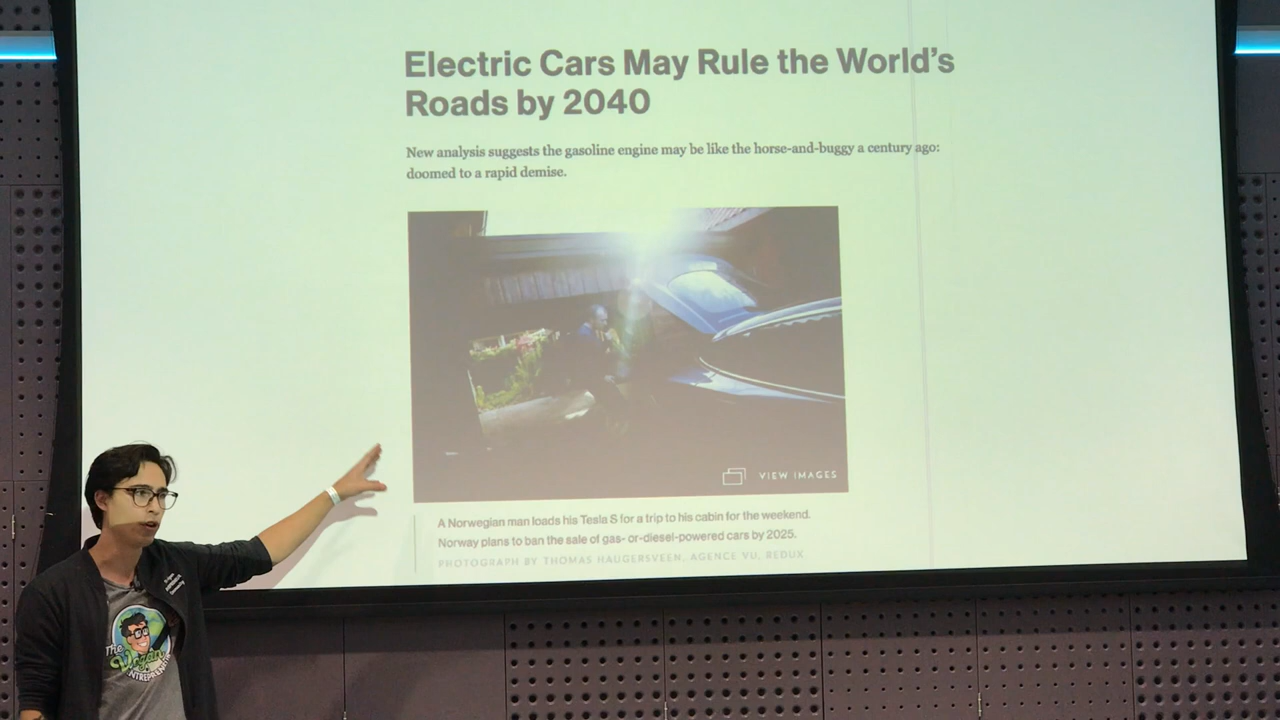 Electric Cars May Rule the World's
Roads by 2040
New analysis suggests the gasoline engine may be like the horse-and-buggy a century ago:
doomed to a rapid demise.
VIEW IMAGES
A Norwegian man loads his Tesla S for a trip to his cabin for the weekend.
Norway plans to ban the sale of gas- or-diesel-powered cars by 2025.
PHOTOGRAPH BY THOMAS HAUGERSVEEN, AGENCE VU, REDUX
The
Vegan